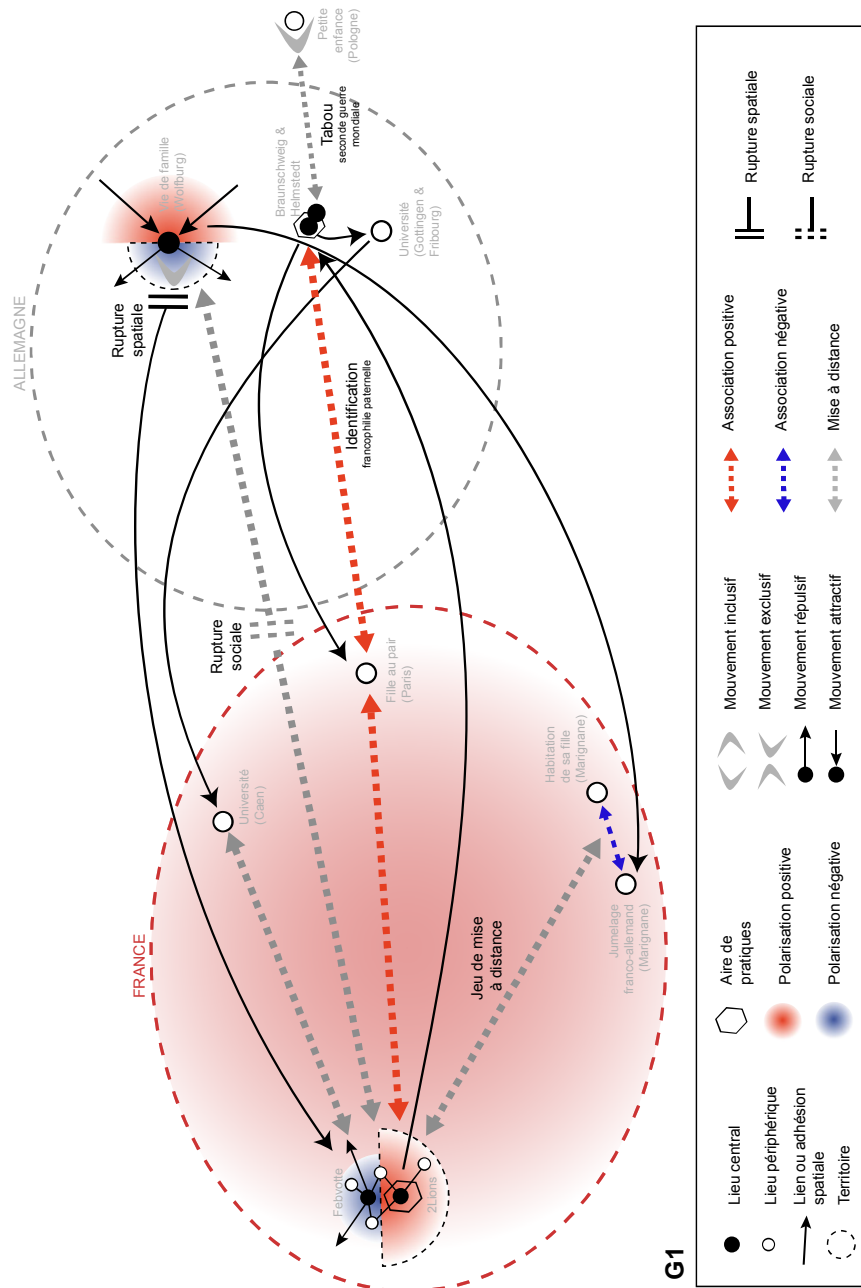 ALLEMAGNE
FRANCE
Petite
enfance
(Pologne)
Tabou
seconde guerre
mondiale
(Wolfburg)
de famille
Braunschweig &
Helmstedt
Université
(Gottingen &
Fribourg)
Rupture
spatiale
Identification
francophilie paternelle
Rupture
sociale
Université
(Caen)
Fille au pair
(Paris)
Habitation
de sa fille
(Marignane)
Jumelage
franco-allemand
(Marignane)
Jeu de mise
à distance
Febvotte
2Lions
G1
Lieu central
Lieu périphérique
Lien ou adhésion
spatiale
Territoire
Aire de
pratiques
Polarisation positive
Polarisation négative
Mouvement inclusif
Mouvement exclusif
Mouvement répulsif
Mouvement attractif
Association positive
Association négative
Mise à distance
Rupture spatiale
Rupture sociale